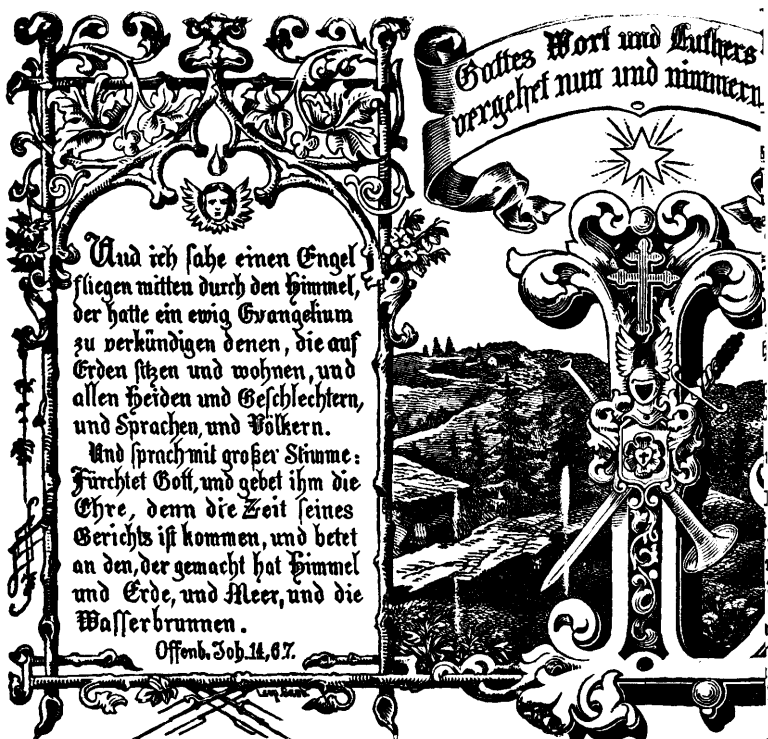 Gottes Wort und Luthers
vergehet nun und nimmern
Und ich sahe einen Engel
fliegen mitten durch den Himmel,
der hatte ein ewig Evangelium
zu verkündigen denen, die auf
Erden sitzen und wohnen, und
allen Heiden und Geschlechtern,
und Sprachen, und Völkern.
Und sprach mit großer Stimme:
Fürchtet Gott, und gebet ihm die
Ehre, denn die Zeit seines
Gerichts ist kommen, und betet
an den, der gemacht hat Himmel
und Erde, und Meer, und die
Wasserbrunnen.
Offenb. Joh. 14, 6 7.